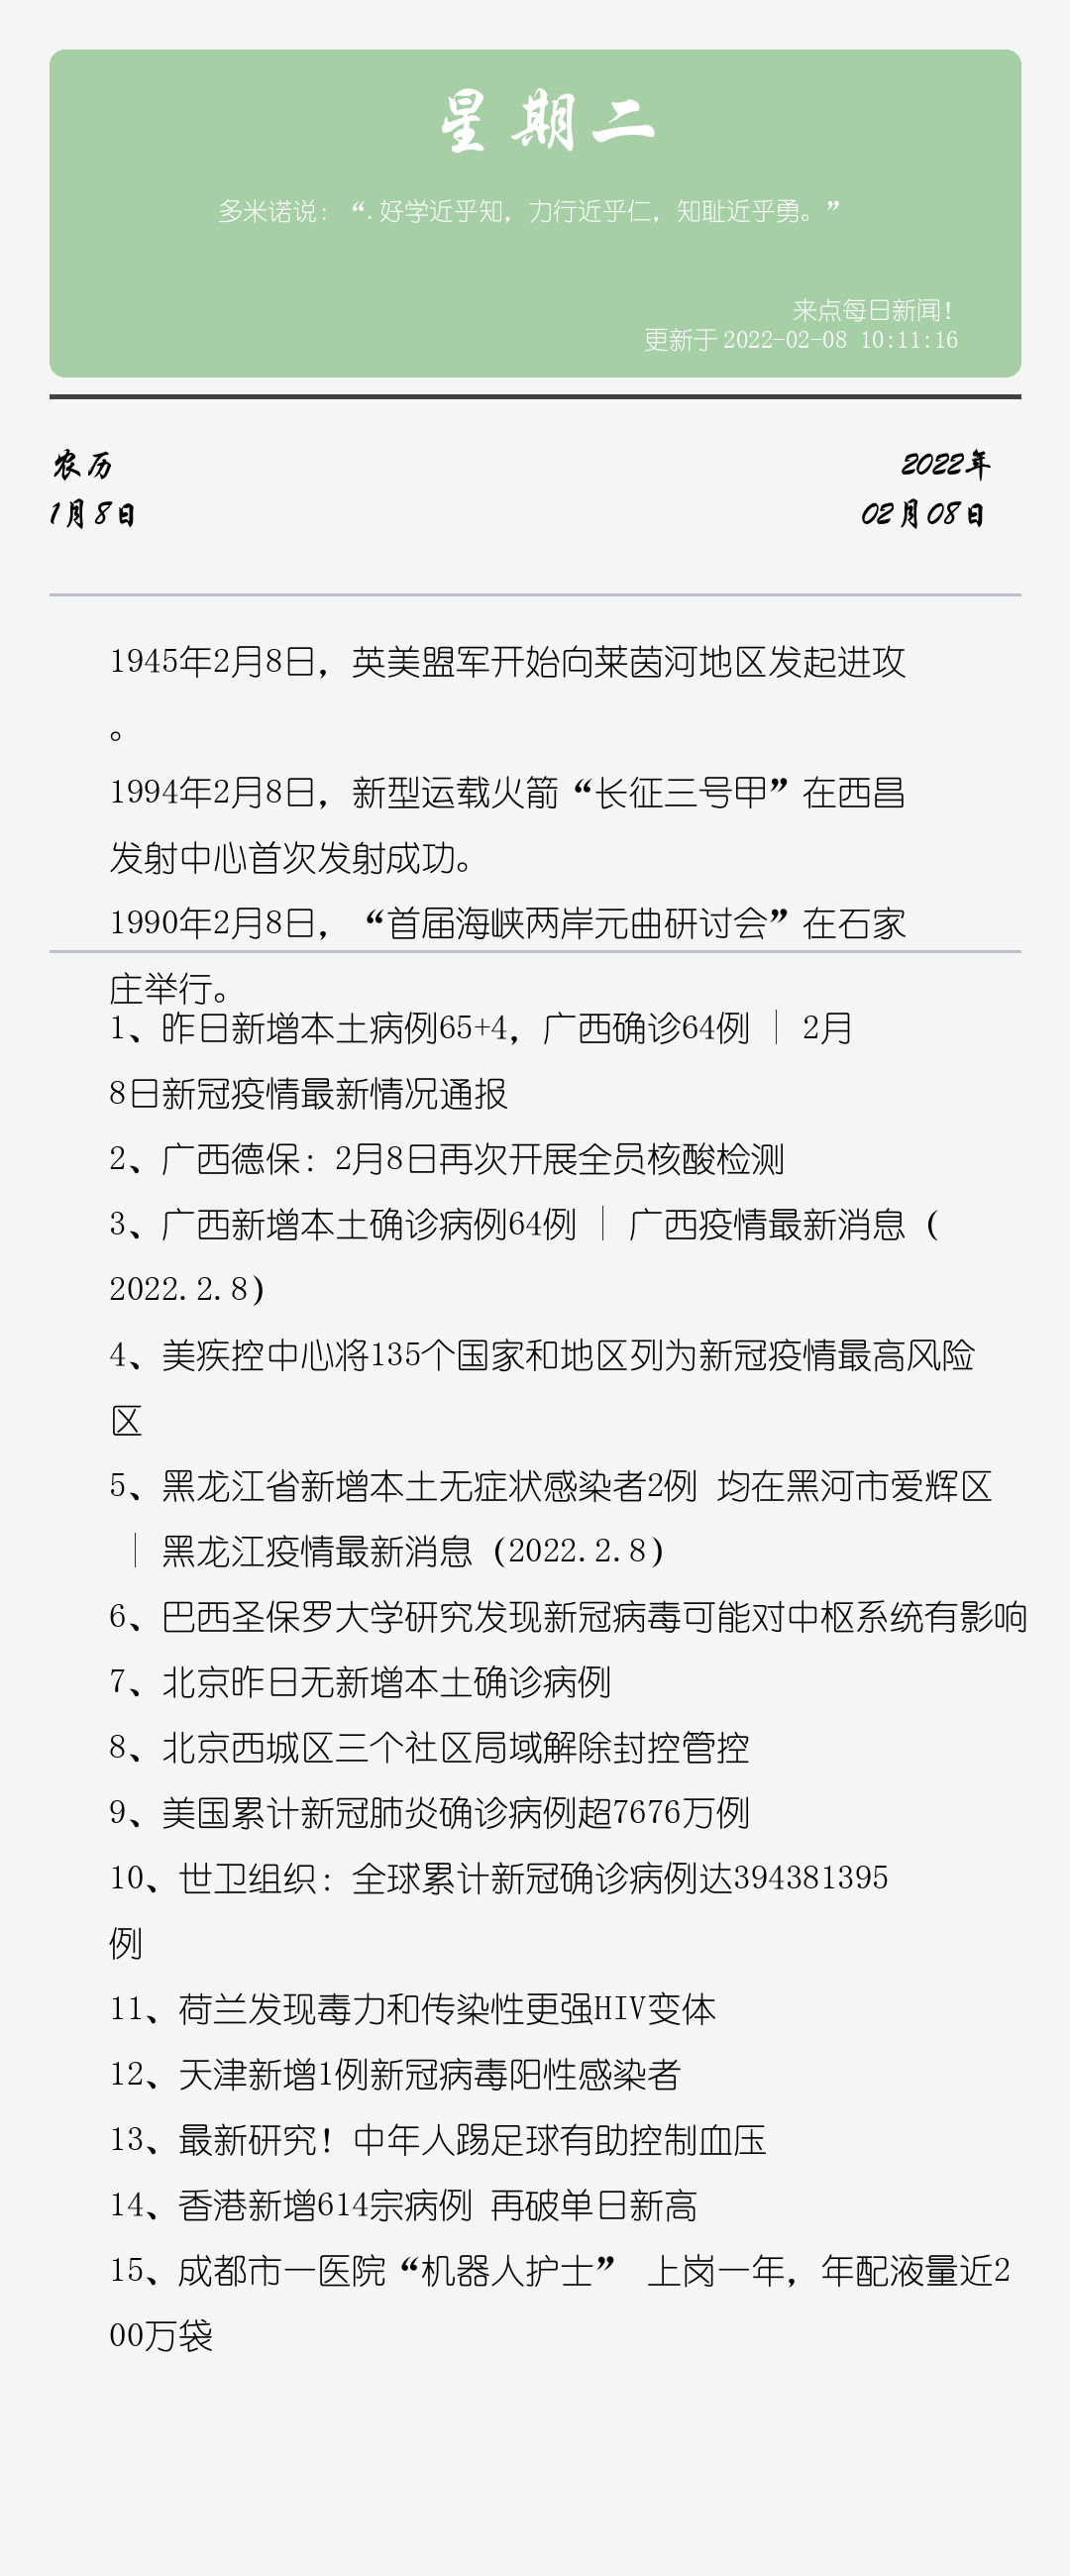 星期二
多米诺说：“.好学近乎知，力行近乎仁，知耻近乎勇。”
来点每日新闻！
更新于2022-02-08 10:11:16
农历
2022年
1月8日
02月08日
1945年2月8日，英美盟军开始向莱茵河地区发起进攻
。
1994年2月8日，新型运载火箭“长征三号甲”在西昌
发射中心首次发射成功。
1990年2月8日，“首届海峡两岸元曲研讨会”在石家
庄举行。
1、昨日新增本土病例65+4，广西确诊64例 | 2月
8日新冠疫情最新情况通报
2、广西德保：2月8日再次开展全员核酸检测
3、广西新增本土确诊病例64例 | 广西疫情最新消息（
2022.2.8）
4、美疾控中心将135个国家和地区列为新冠疫情最高风险
区
5、黑龙江省新增本土无症状感染者2例 均在黑河市爱辉区
| 黑龙江疫情最新消息（2022.2.8）
6、巴西圣保罗大学研究发现新冠病毒可能对中枢系统有影响
7、北京昨日无新增本土确诊病例
8、北京西城区三个社区局域解除封控管控
9、美国累计新冠肺炎确诊病例超7676万例
10、世卫组织：全球累计新冠确诊病例达394381395
例
11、荷兰发现毒力和传染性更强HIV变体
12、天津新增1例新冠病毒阳性感染者
13、最新研究！中年人踢足球有助控制血压
14、香港新增614宗病例 再破单日新高
15、成都市一医院“机器人护士” 上岗一年，年配液量近2
00万袋